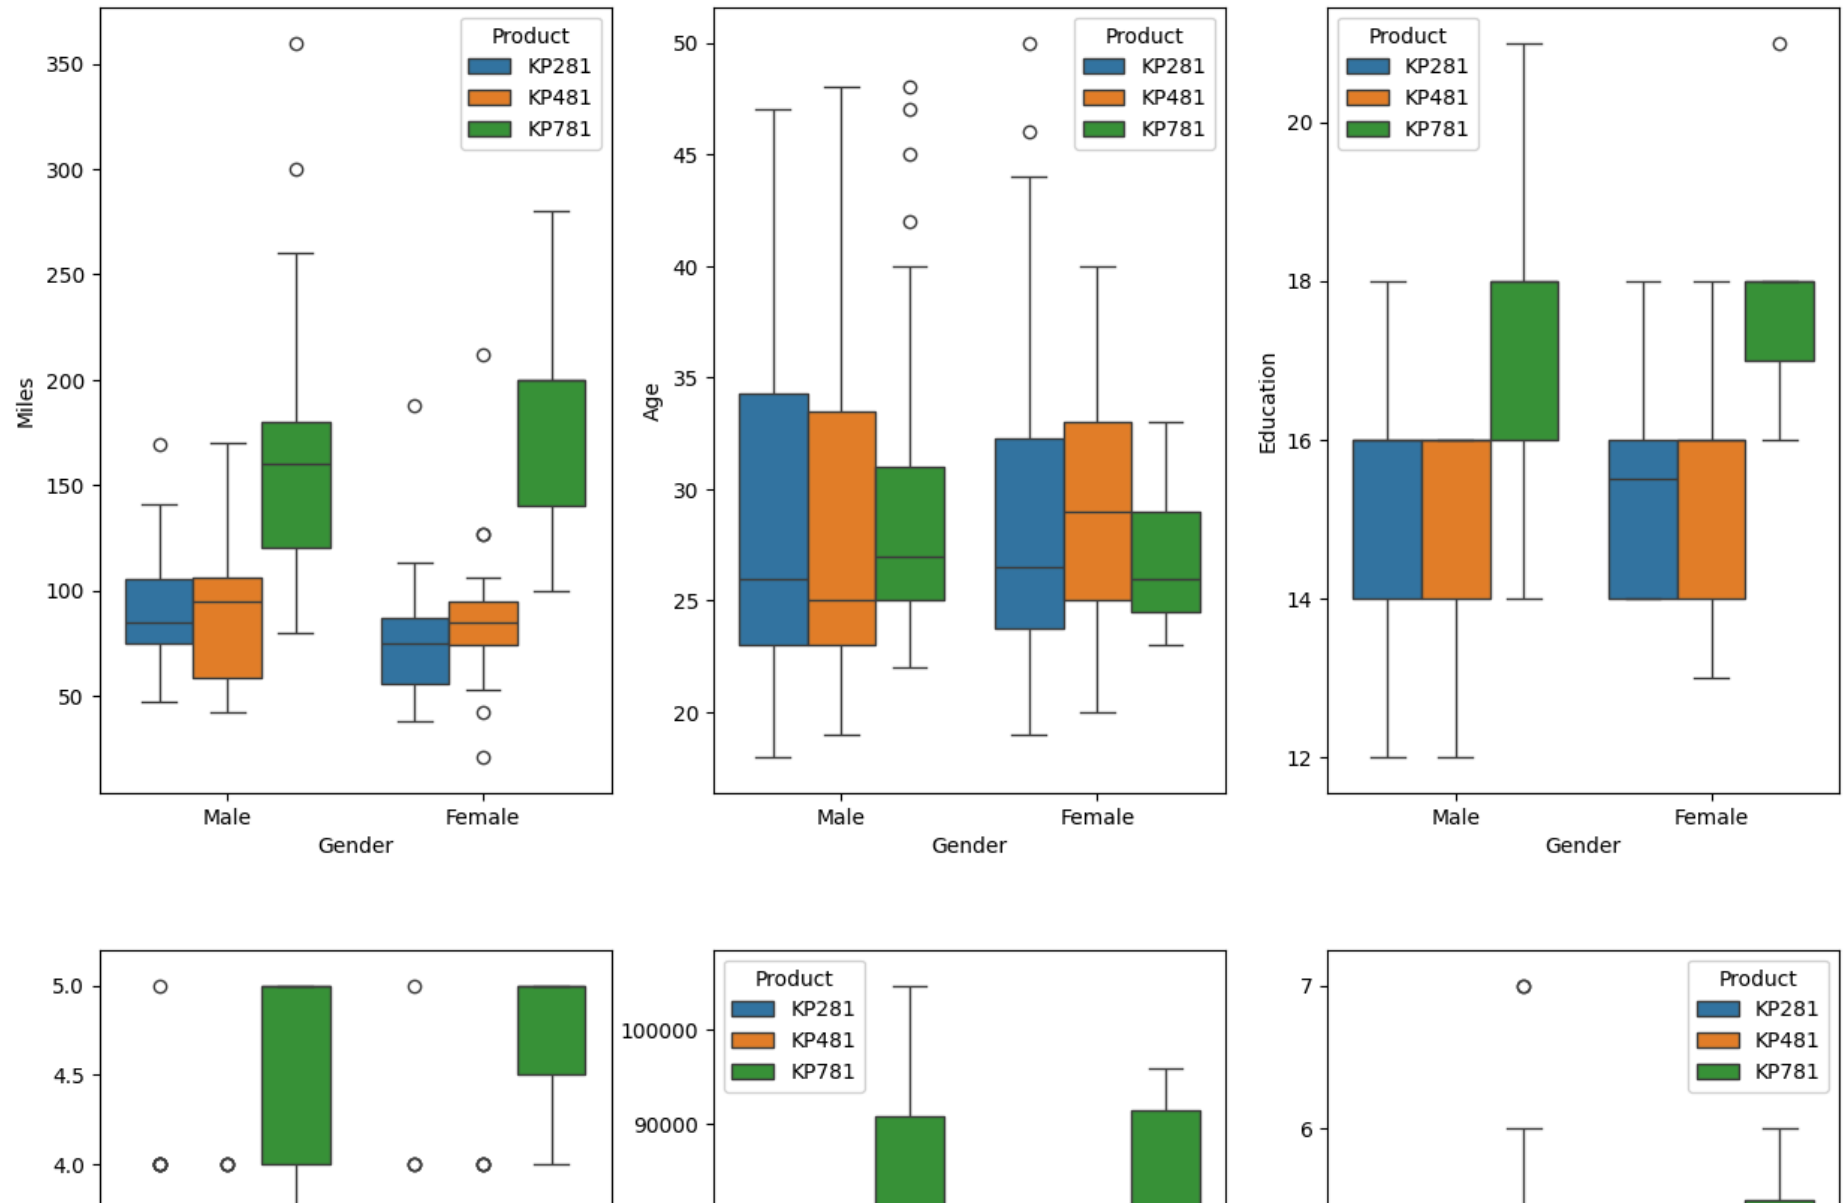 Product
KP281
KP481
KP781
350
300
250
200
150
100
50
Miles
Male
Female
Gender
Product
KP281
KP481
KP781
50
45
40
35
30
25
20
Age
Male
Female
Gender
Product
KP281
KP481
KP781
20
18
16
14
12
Education
Male
Female
Gender
5.0
4.5
4.0
Product
KP281
KP481
KP781
100000
90000
Product
KP281
KP481
KP781
7
6